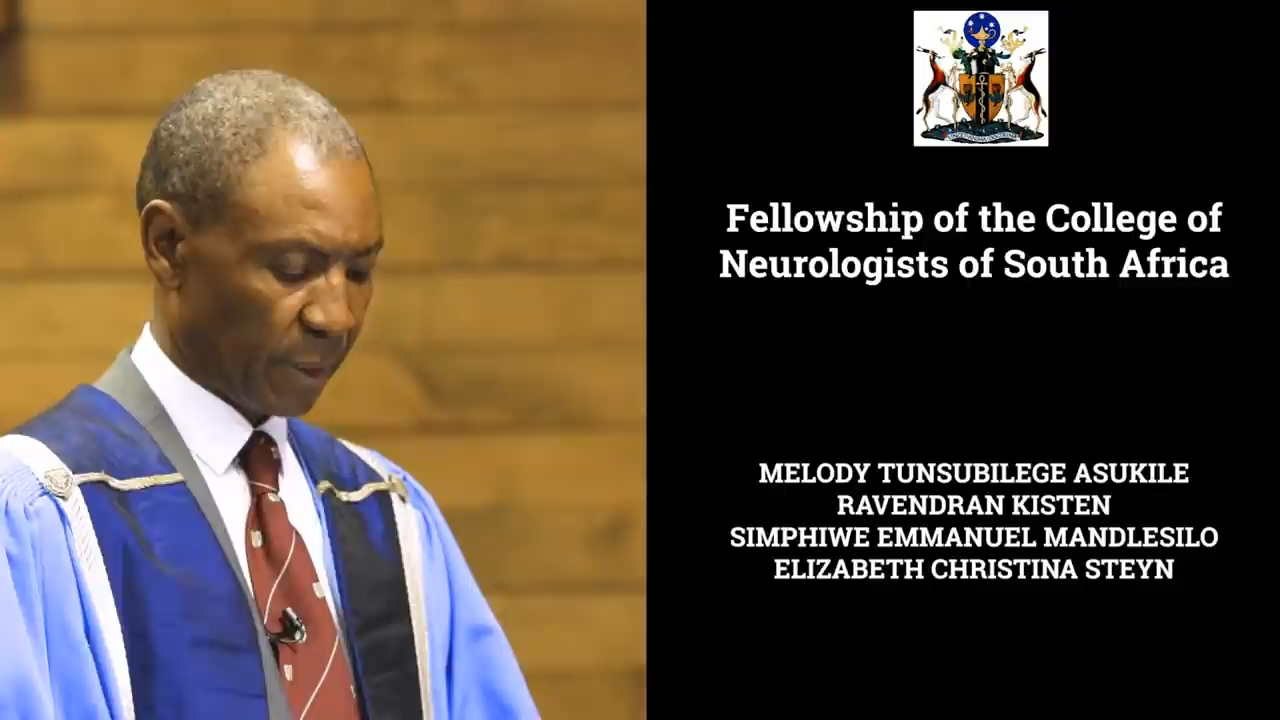 Fellowship of the College of
Neurologists of South Africa
MELODY TUNSUBILEGE ASUKILE
RAVENDRAN KISTEN
SIMPHIWE EMMANUEL MANDLESILO
ELIZABETH CHRISTINA STEYN